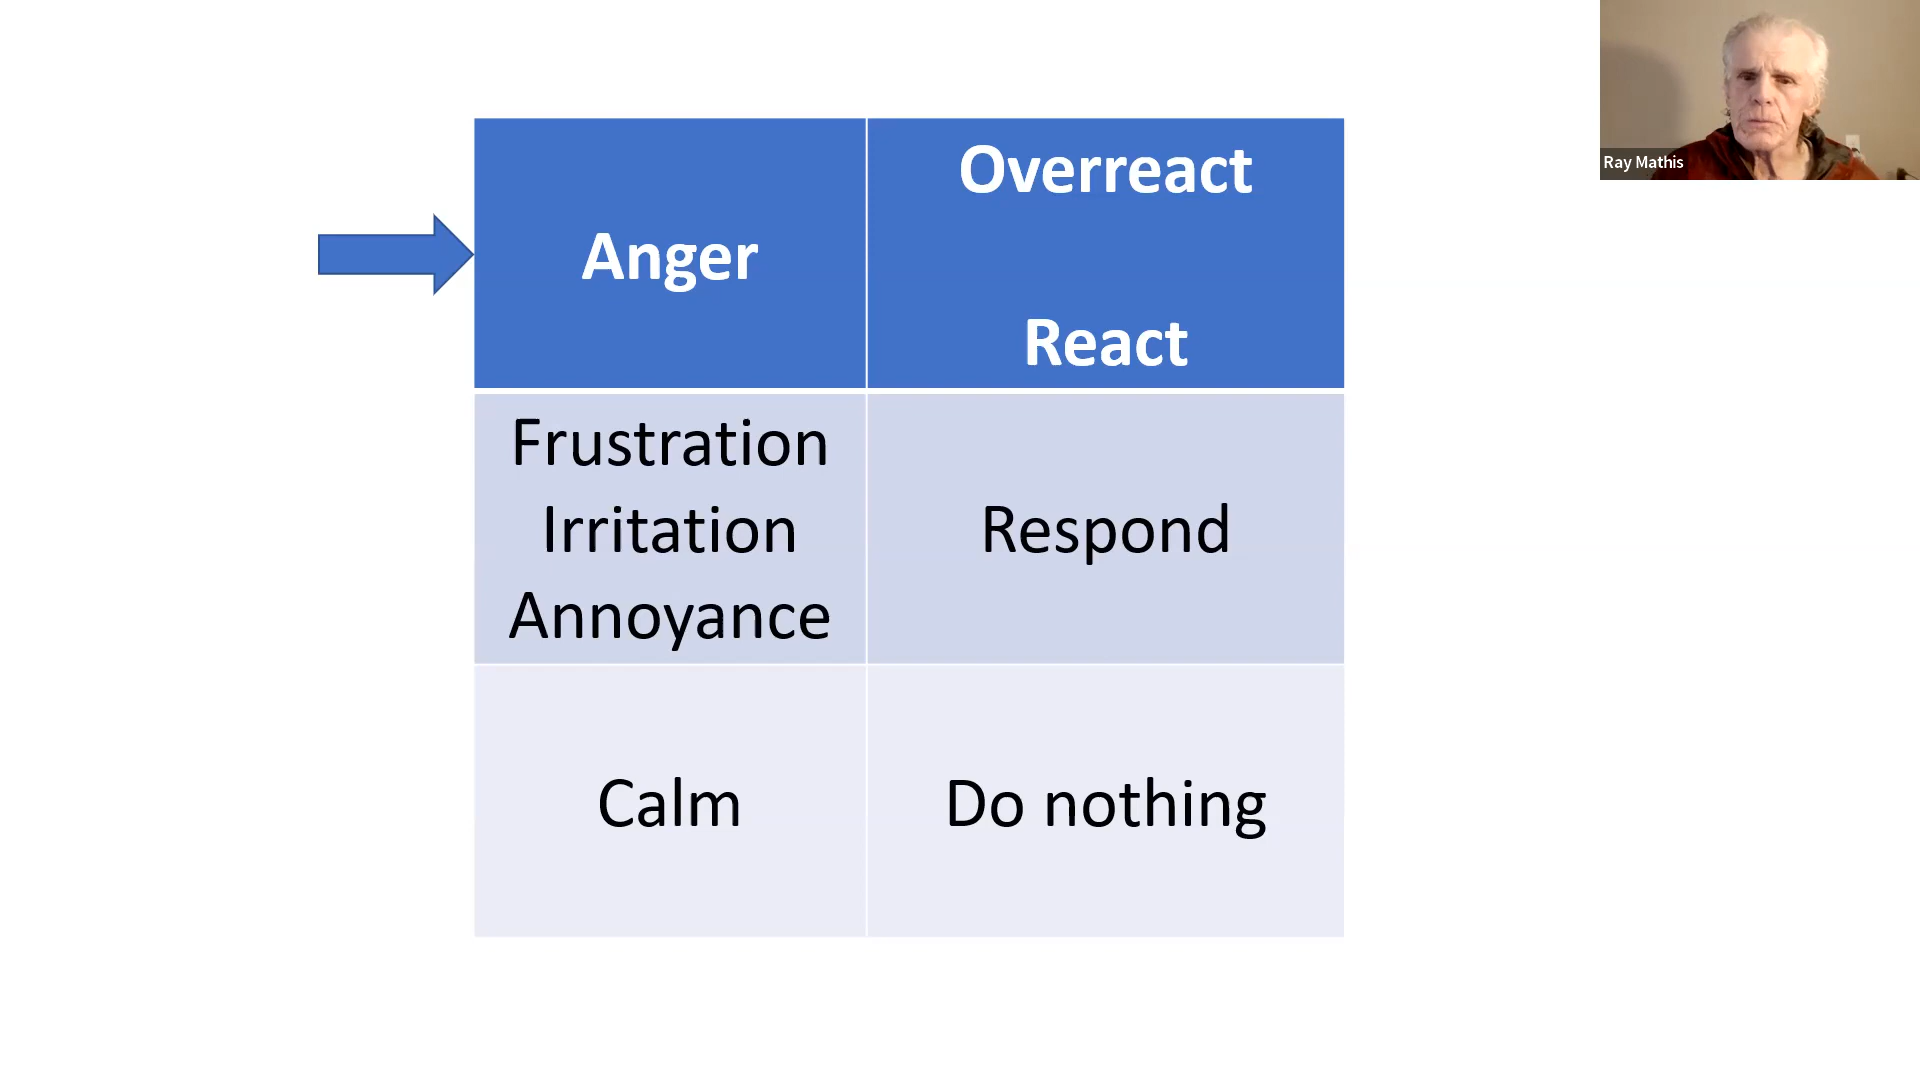 Anger
Overreact
React
Frustration
Irritation
Annoyance
Respond
Calm
Do nothing
Ray Mathis